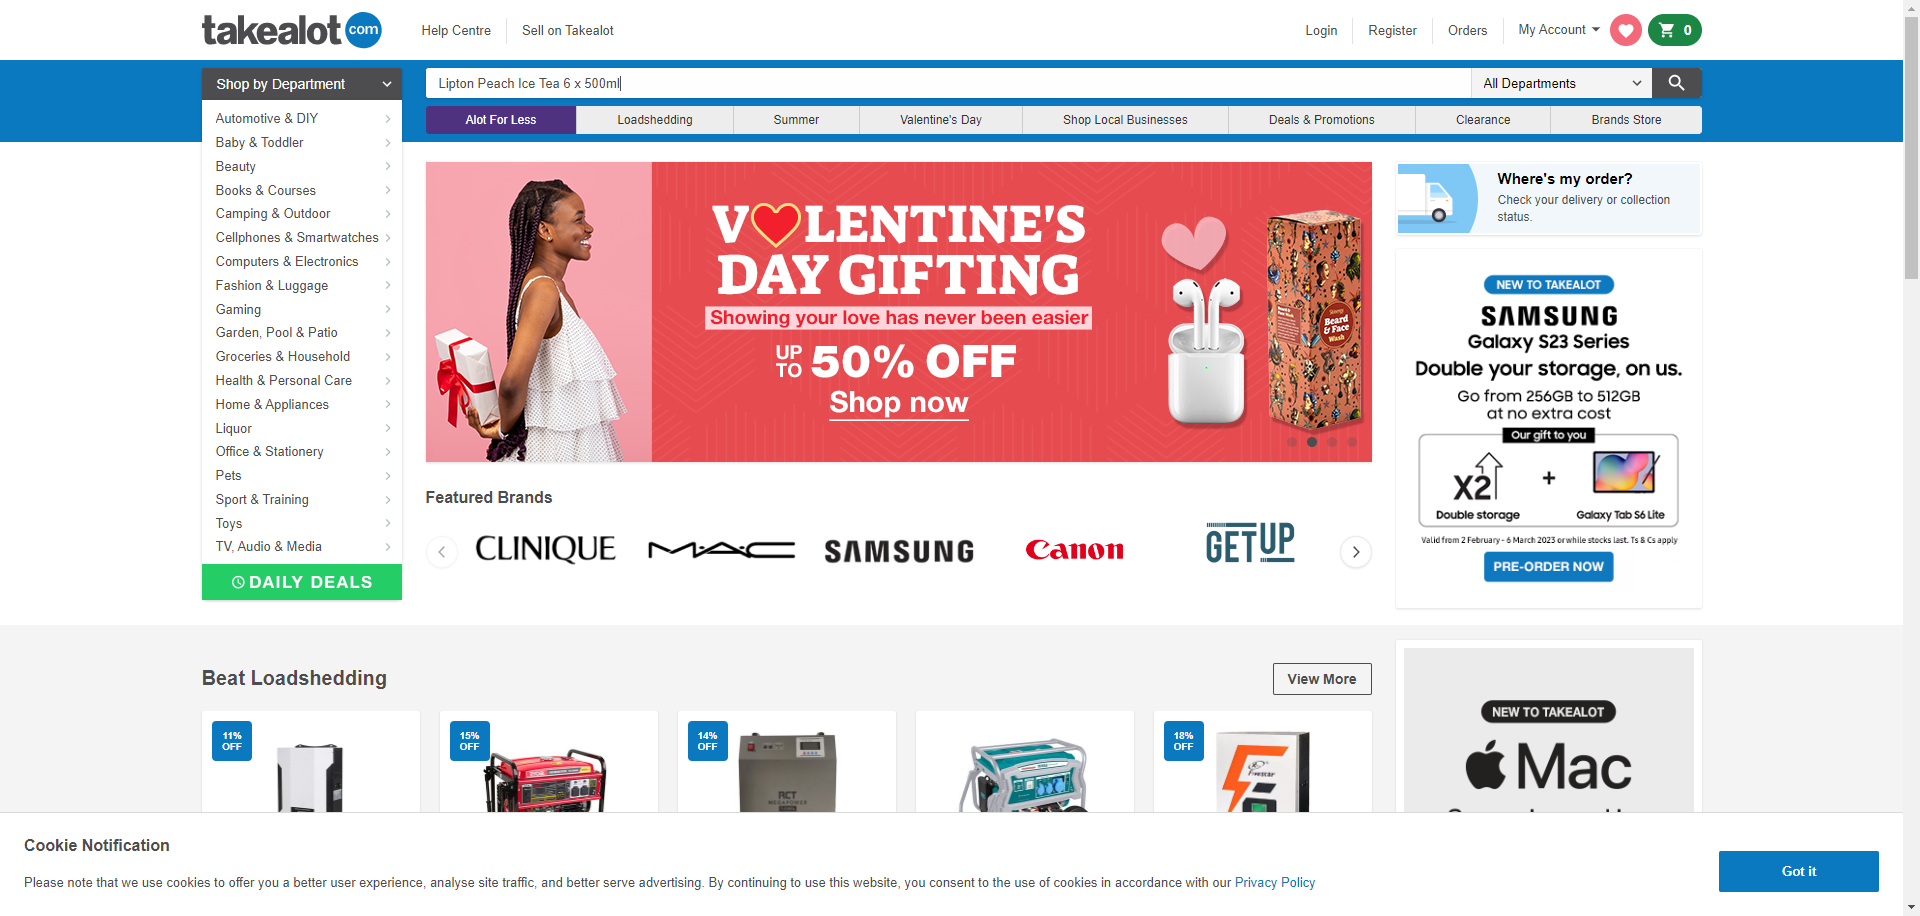 takealot com
Help Centre
Sell on Takealot
Login
Register
Orders
My Account
0
Shop by Department
Lipton Peach Ice Tea 6 x 500ml
All Departments
Alot For Less
Loadshedding
Summer
Valentine's Day
Shop Local Businesses
Deals & Promotions
Clearance
Brands Store
Automotive & DIY
Baby & Toddler
Beauty
Books & Courses
Camping & Outdoor
Cellphones & Smartwatches
Computers & Electronics
Fashion & Luggage
Gaming
Garden, Pool & Patio
Groceries & Household
Health & Personal Care
Home & Appliances
Liquor
Office & Stationery
Pets
Sport & Training
Toys
TV, Audio & Media
DAILY DEALS
VALENTINE'S
DAY GIFTING
Showing your love has never been easier
UP TO 50% OFF
Shop now
Beard
& Face
Wash
Where's my order?
Check your delivery or collection
status.
NEW TO TAKEALOT
SAMSUNG
Galaxy S23 Series
Double your storage, on us.
Go from 256GB to 512GB
at no extra cost
Our gift to you
X2
+
Double storage
Galaxy Tab S6 Lite
Valid from 2 February - 6 March 2023 or while stocks last. Ts & Cs apply
PRE-ORDER NOW
Featured Brands
CLINIQUE
MAC
SAMSUNG
Canon
GETUP
Beat Loadshedding
View More
11%
OFF
15%
OFF
14%
OFF
RCT
MEGAPOWER
18%
OFF
Fivestar
NEW TO TAKEALOT
Mac
Cookie Notification
Please note that we use cookies to offer you a better user experience, analyse site traffic, and better serve advertising. By continuing to use this website, you consent to the use of cookies in accordance with our Privacy Policy
Got it